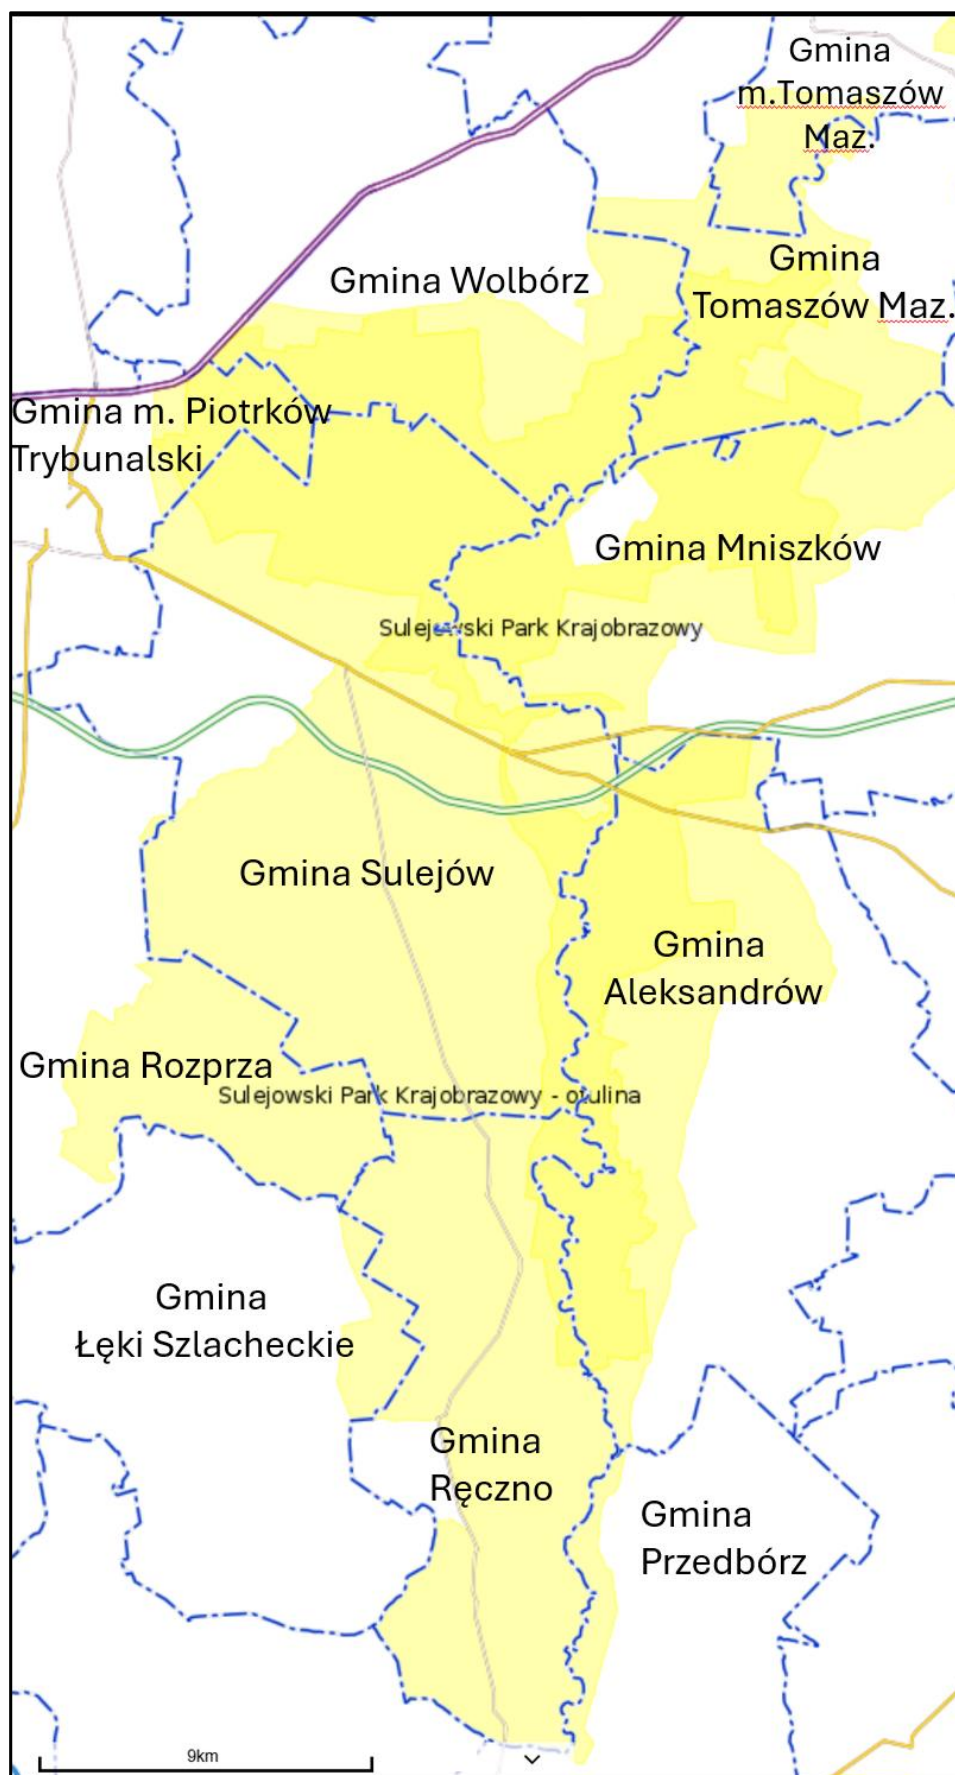 Gmina
m.Tomaszów
Maz.
Gmina
Tomaszów Maz.
Gmina Wolbórz
Gmina m. Piotrków
Trybunalski
Gmina Mniszków
Sulejowski Park Krajobrazowy
Gmina Sulejów
Gmina
Aleksandrów
Gmina Rozprza
Sulejowski Park Krajobrazowy - otulina
Gmina
Łęki Szlacheckie
Gmina
Ręczno
Gmina
Przedbórz
9km